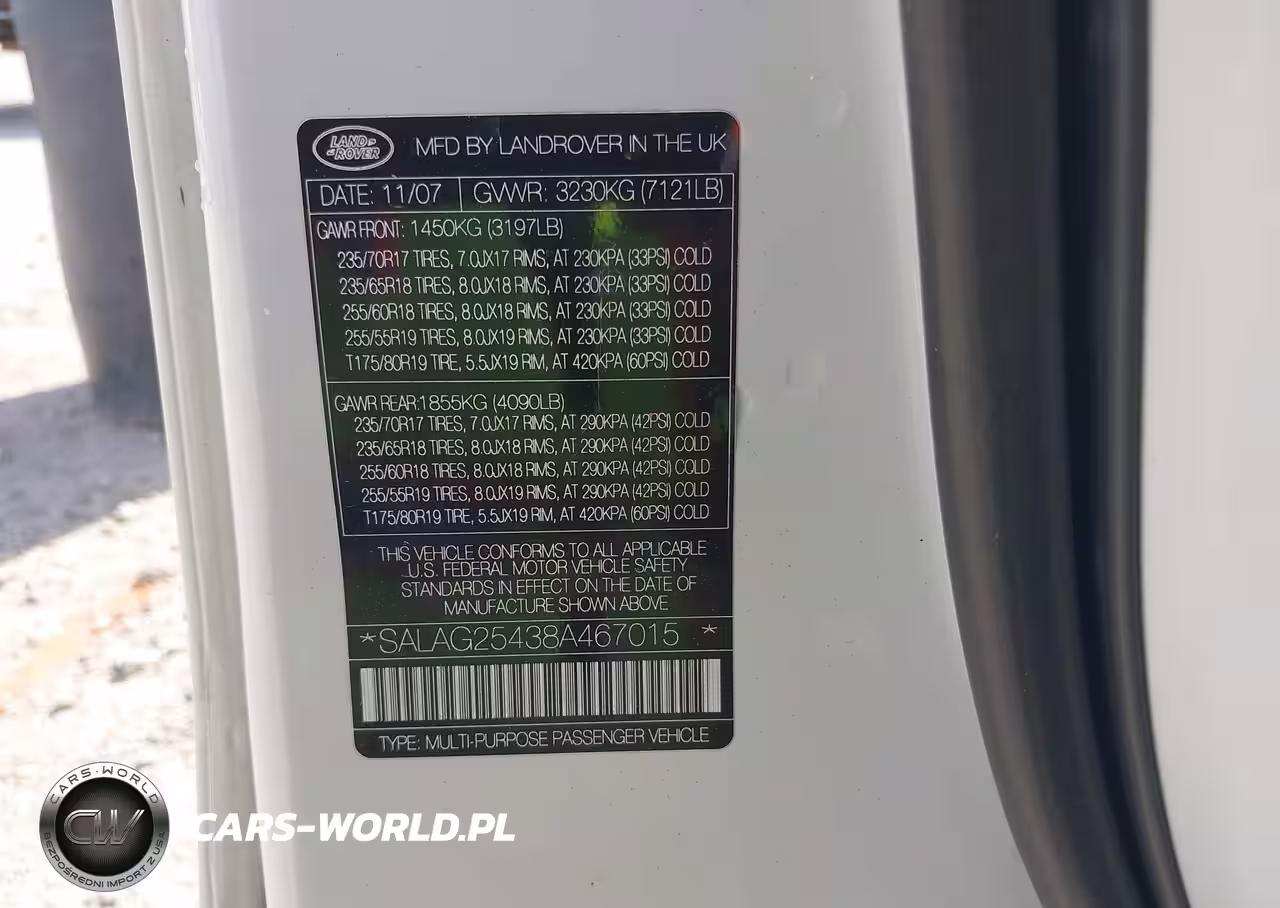 LAND
ROVER
MFD BY LANDROVER IN THE UK
DATE: 11/07 GVWR: 3230KG (7121LB)
GAWR FRONT: 1450KG (3197LB)
235/70R17 TIRES, 7.0JX17 RIMS, AT 230KPA (33PSI) COLD
235/65R18 TIRES, 8.0JX18 RIMS, AT 230KPA (33PSI) COLD
255/60R18 TIRES, 8.0JX18 RIMS, AT 230KPA (33PSI) COLD
255/55R19 TIRES, 8.0JX19 RIMS, AT 230KPA (33PSI) COLD
T175/80R19 TIRE, 5.5JX19 RIM, AT 420KPA (60PSI) COLD
GAWR REAR:1855KG (4090LB)
235/70R17 TIRES, 7.0JX17 RIMS, AT 290KPA (42PSI) COLD
235/65R18 TIRES, 8.0JX18 RIMS, AT 290KPA (42PSI) COLD
255/60R18 TIRES, 8.0JX18 RIMS, AT 290KPA (42PSI) COLD
255/55R19 TIRES, 8.0JX19 RIMS, AT 290KPA (42PSI) COLD
T175/80R19 TIRE, 5.5JX19 RIM, AT 420KPA (60PSI) COLD
THIS VEHICLE CONFORMS TO ALL APPLICABLE
U.S. FEDERAL MOTOR VEHICLE SAFETY
STANDARDS IN EFFECT ON THE DATE OF
MANUFACTURE SHOWN ABOVE
*SALAG25438A467015 *
TYPE: MULTI-PURPOSE PASSENGER VEHICLE
CARS-WORLD
CW
BEZPOŚREDNI IMPORT Z USA
CARS-WORLD.PL